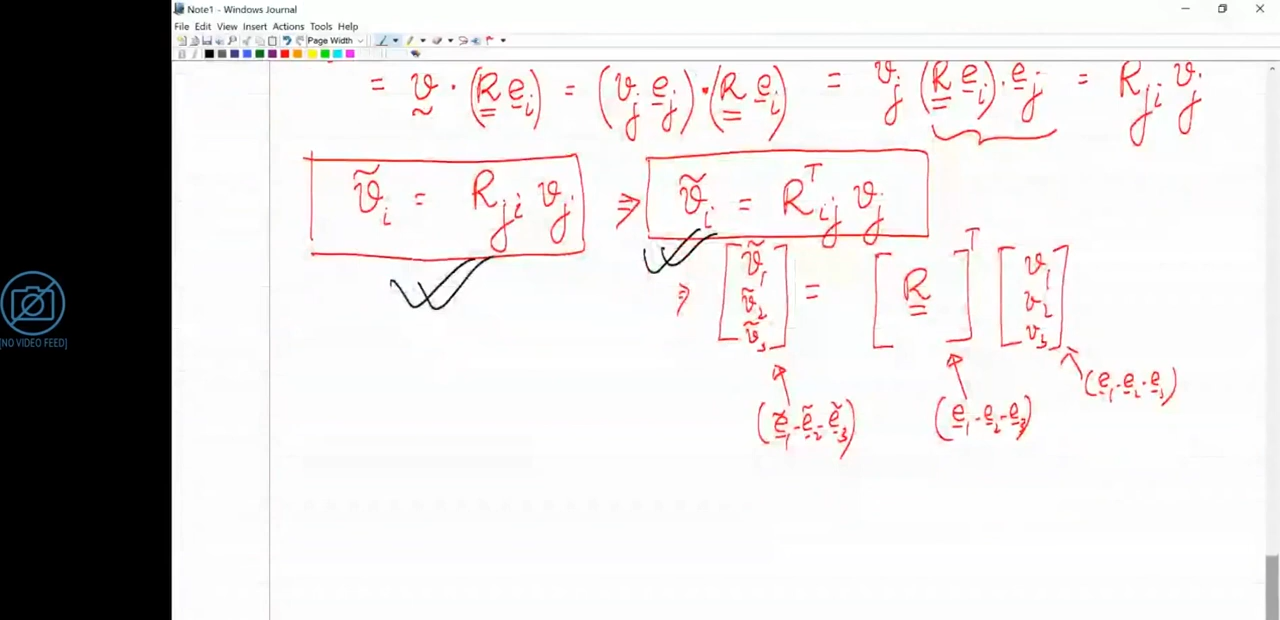 Note1 - Windows Journal
File Edit View Insert Actions Tools Help
Page Width
= v · (R e_i) = (v_j e_j) · (R e_i) = v_j (R e_i) · e_j = R_ji v_j
ṽ_i = R_ji v_j ⇒ ṽ_i = R^T_ij v_j
⇒ [ṽ_1 ṽ_2 ṽ_3] = [R]^T [v_1 v_2 v_3]
(e_1 - e_2 - e_3)
(ẽ_1 - ẽ_2 - ẽ_3) (e_1 - e_2 - e_3)
[NO VIDEO FEED]